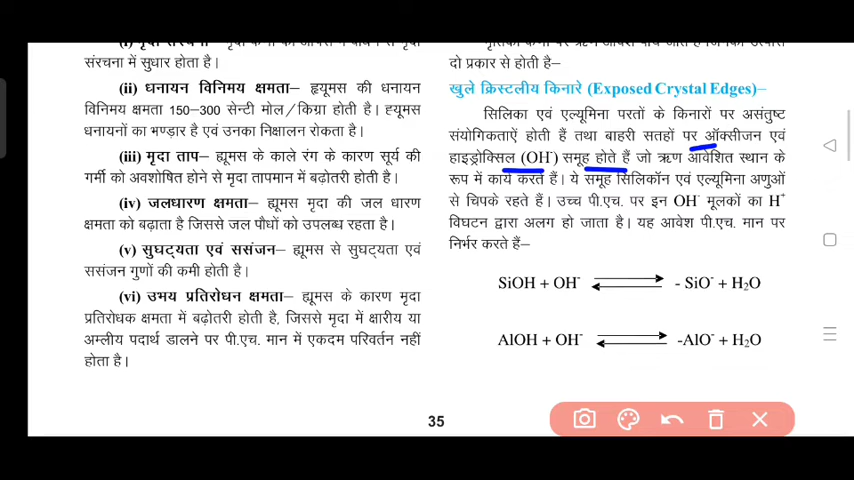 संरचना में सुधार होता है।
(ii) धनायन विनिमय क्षमता– हृयूमस की धनायन
विनिमय क्षमता 150-300 सेन्टी मोल/किग्रा होती है। ह्यूमस
धनायनों का भण्डार है एवं उनका निक्षालन रोकता है।
(iii) मृदा ताप– ह्यूमस के काले रंग के कारण सूर्य की
गर्मी को अवशोषित होने से मृदा तापमान में बढ़ोतरी होती है।
(iv) जलधारण क्षमता– ह्यूमस मृदा की जल धारण
क्षमता को बढाता है जिससे जल पौधों को उपलब्ध रहता है।
(v) सुघट्यता एवं ससंजन– ह्यूमस से सुघट्यता एवं
ससंजन गुणों की कमी होती है।
(vi) उभय प्रतिरोधन क्षमता– ह्यूमस के कारण मृदा
प्रतिरोधक क्षमता में बढ़ोतरी होती है, जिससे मृदा में क्षारीय या
अम्लीय पदार्थ डालने पर पी.एच. मान में एकदम परिवर्तन नहीं
होता है।
दो प्रकार से होती है–
खुले क्रिस्टलीय किनारे (Exposed Crystal Edges)–
सिलिका एवं एल्यूमिना परतों के किनारों पर असंतुष्ट
संयोगिकताऐं होती हैं तथा बाहरी सतहों पर ऑक्सीजन एवं
हाइड्रोक्सिल (OH⁻) समूह होते हैं जो ऋण आवेशित स्थान के
रूप में कार्य करते हैं। ये समूह सिलिकॉन एवं एल्यूमिना अणुओं
से चिपके रहते हैं। उच्च पी.एच. पर इन OH⁻ मूलकों का H⁺
विघटन द्वारा अलग हो जाता है। यह आवेश पी.एच. मान पर
निर्भर करते हैं–
SiOH + OH⁻ ⇌ - SiO⁻ + H₂O
AlOH + OH⁻ ⇌ -AlO⁻ + H₂O
35